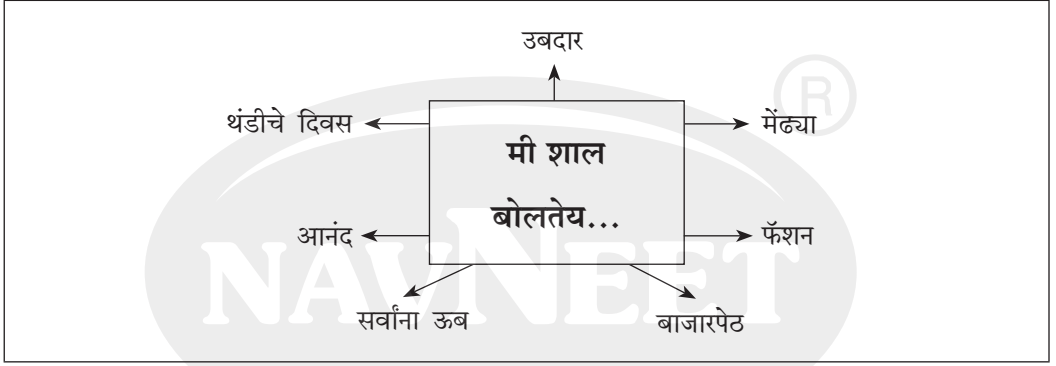 उबदार
थंडीचे दिवस
मेंढ्या
मी शाल
बोलतेय...
आनंद
फॅशन
सर्वांना ऊब
बाजारपेठ
NAVNEET
R